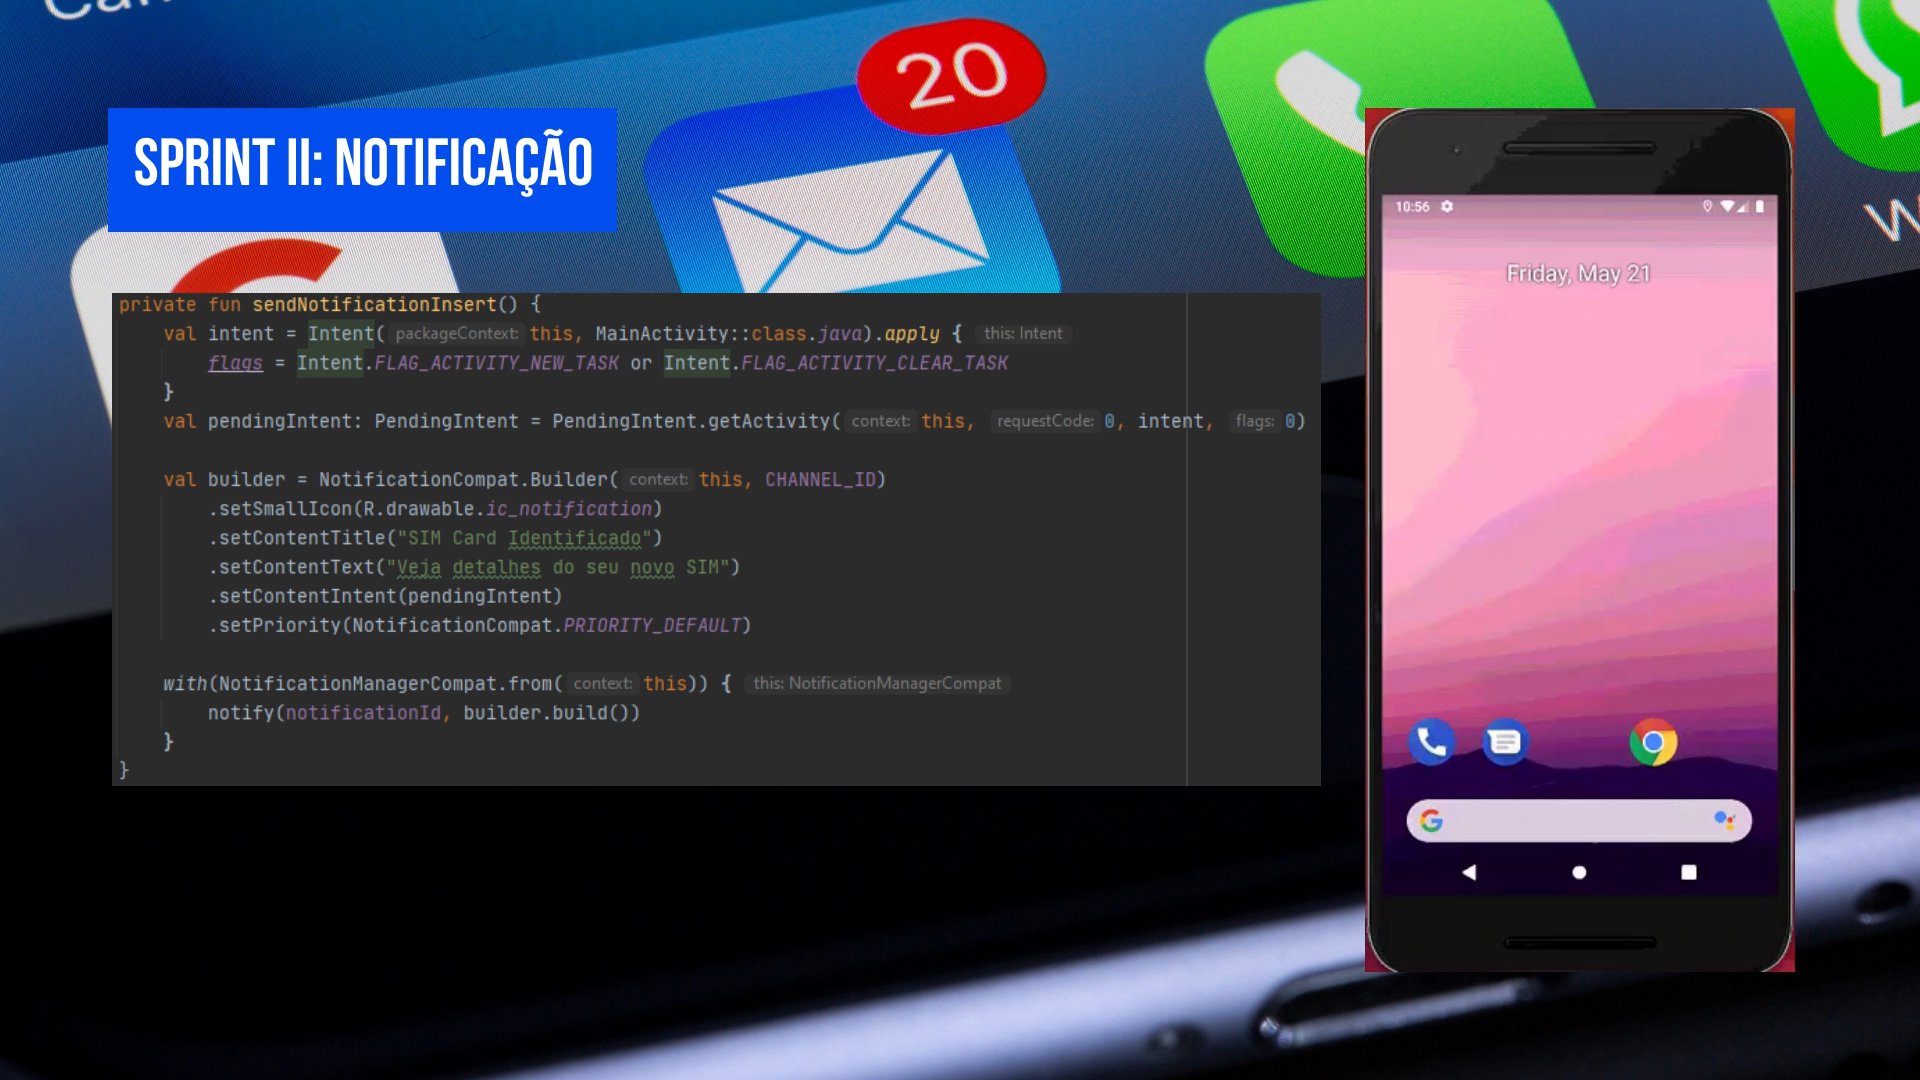 Ca
20
SPRINT II: NOTIFICAÇÃO
private fun sendNotificationInsert() {
val intent = Intent( packageContext: this, MainActivity::class.java).apply { this: Intent
flags = Intent.FLAG_ACTIVITY_NEW_TASK or Intent.FLAG_ACTIVITY_CLEAR_TASK
}
val pendingIntent: PendingIntent = PendingIntent.getActivity( context: this, requestCode: 0, intent, flags: 0)
val builder = NotificationCompat.Builder( context: this, CHANNEL_ID)
.setSmallIcon(R.drawable.ic_notification)
.setContentTitle("SIM Card Identificado")
.setContentText("Veja detalhes do seu novo SIM")
.setContentIntent(pendingIntent)
.setPriority(NotificationCompat.PRIORITY_DEFAULT)
with(NotificationManagerCompat.from( context: this)) { this: NotificationManagerCompat
notify(notificationId, builder.build())
}
}
10:56
Friday, May 21
G
W